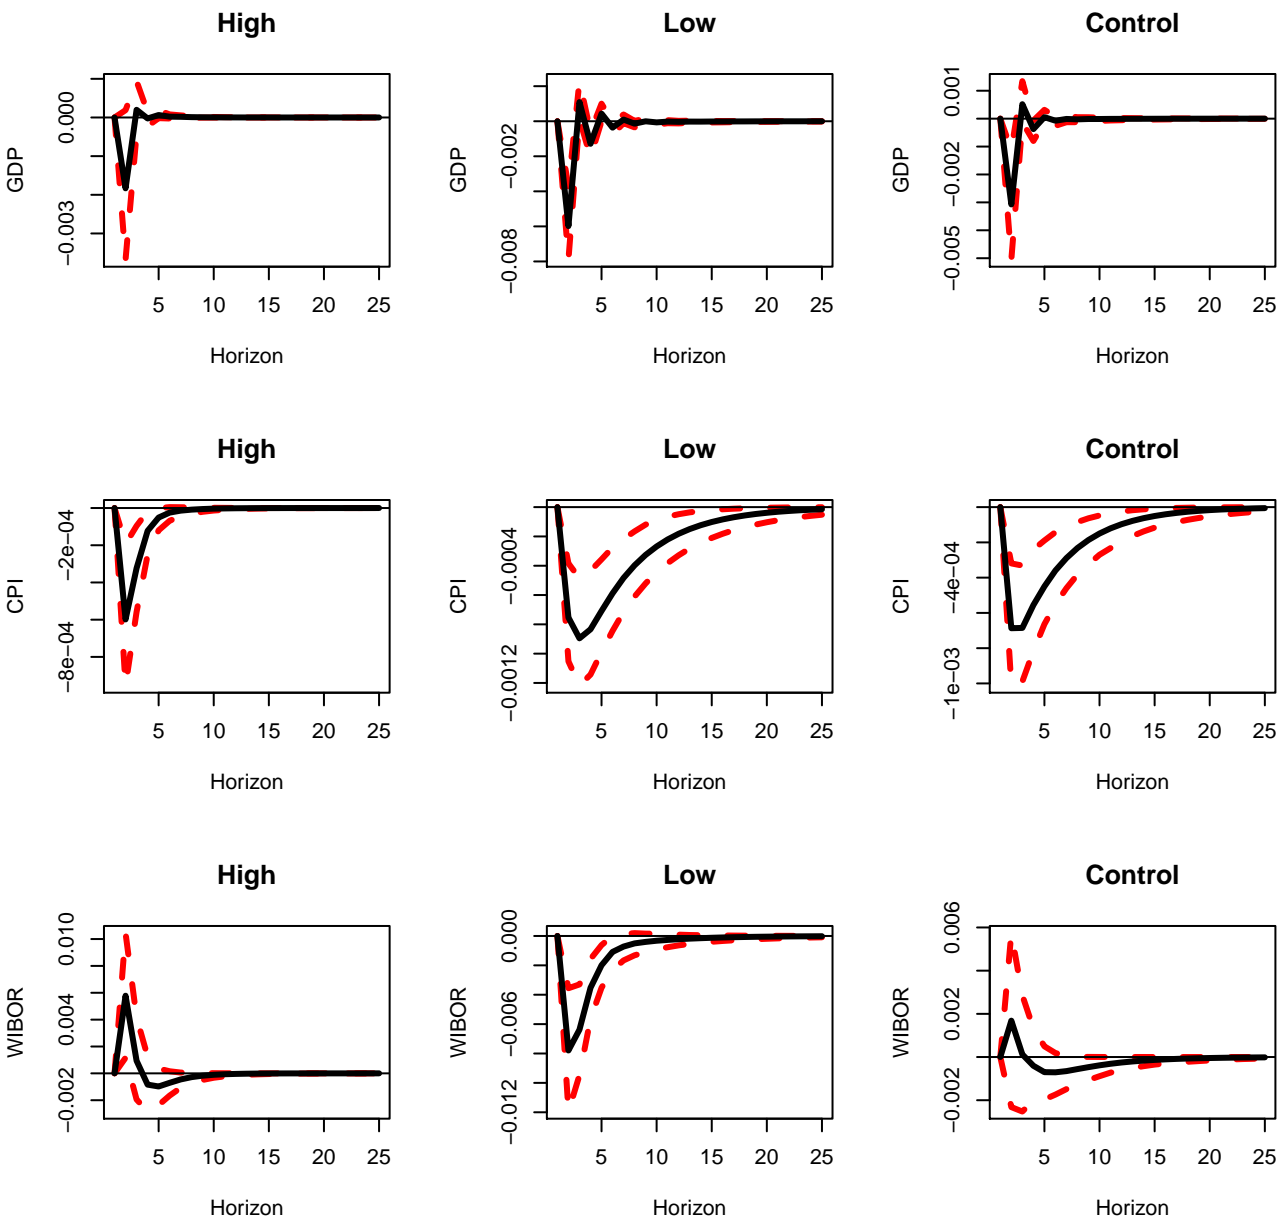 High Low Control
GDP 0.000 −0.003
GDP −0.002 −0.008
GDP 0.001 −0.002 −0.005
5 10 15 20 25 5 10 15 20 25 5 10 15 20 25
Horizon Horizon Horizon
High Low Control
CPI −2e−04 −8e−04
CPI −0.0004 −0.0012
CPI −4e−04 −1e−03
5 10 15 20 25 5 10 15 20 25 5 10 15 20 25
Horizon Horizon Horizon
High Low Control
WIBOR 0.010 0.004 −0.002
WIBOR 0.000 −0.006 −0.012
WIBOR 0.006 0.002 −0.002
5 10 15 20 25 5 10 15 20 25 5 10 15 20 25
Horizon Horizon Horizon